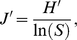 J′ = H′ / ln(S),